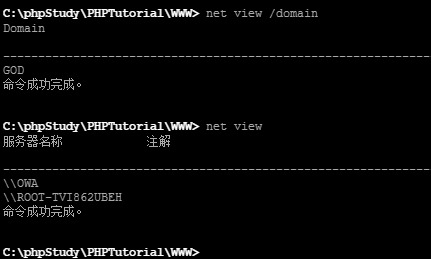 C:\phpStudy\PHPTutorial\WWW> net view /domain
Domain
-------------------------------------------------------------
GOD
命令成功完成。
C:\phpStudy\PHPTutorial\WWW> net view
服务器名称            注解
-------------------------------------------------------------
\\OWA
\\ROOT-TVI862UBEH
命令成功完成。
C:\phpStudy\PHPTutorial\WWW>